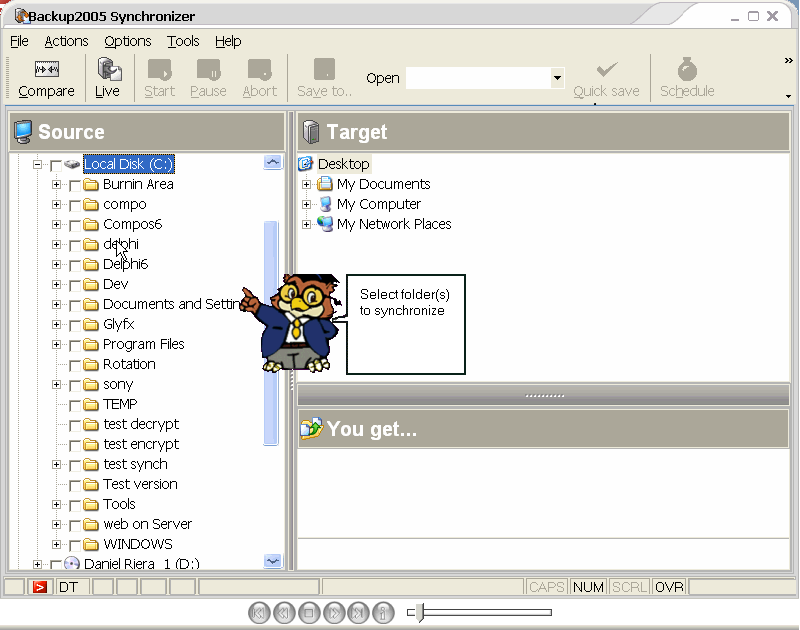 Backup2005 Synchronizer
File Actions Options Tools Help
Compare Live Start Pause Abort Save to.. Open Quick save Schedule
Source
Local Disk (C:)
Burnin Area
compo
Compos6
delphi
Delphi6
Dev
Documents and Settin
Glyfx
Program Files
Rotation
sony
TEMP
test decrypt
test encrypt
test synch
Test version
Tools
web on Server
WINDOWS
Daniel Riera_1 (D:)
Target
Desktop
My Documents
My Computer
My Network Places
Select folder(s)
to synchronize
You get...
DT CAPS NUM SCRL OVR